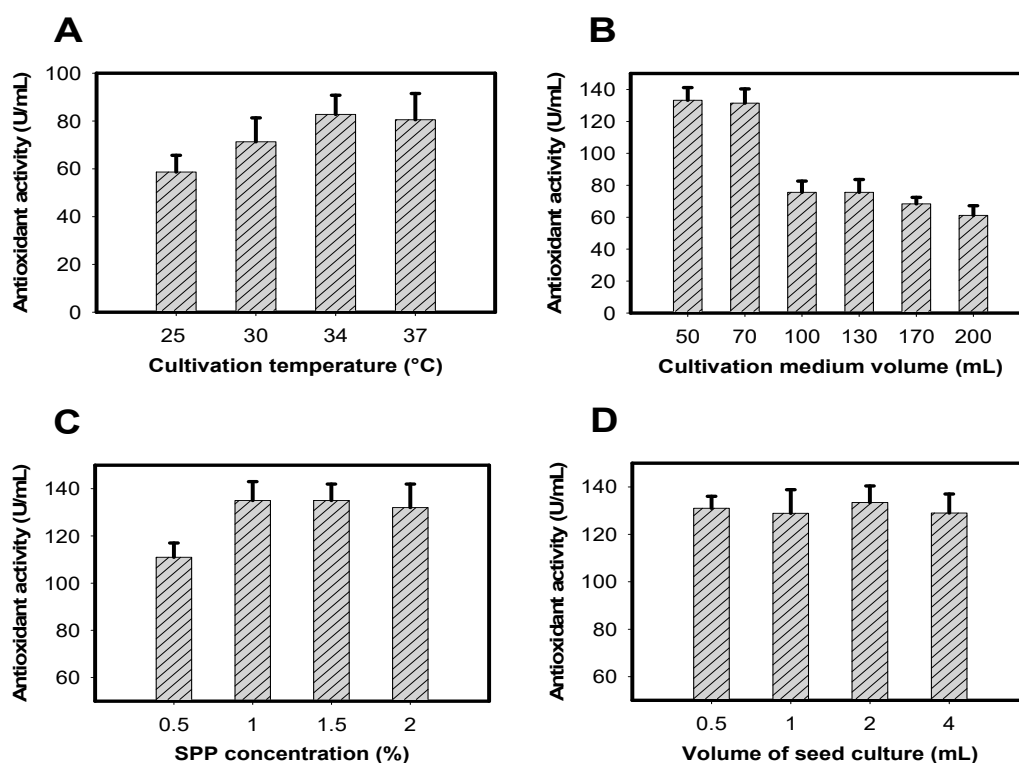 A
Antioxidant activity (U/mL)
100
80
60
40
20
0
25 30 34 37
Cultivation temperature (°C)
B
Antioxidant activity (U/mL)
140
120
100
80
60
40
20
0
50 70 100 130 170 200
Cultivation medium volume (mL)
C
Antioxidant activity (U/mL)
140
120
100
80
60
0.5 1 1.5 2
SPP concentration (%)
D
Antioxidant activity (U/mL)
140
120
100
80
60
0.5 1 2 4
Volume of seed culture (mL)